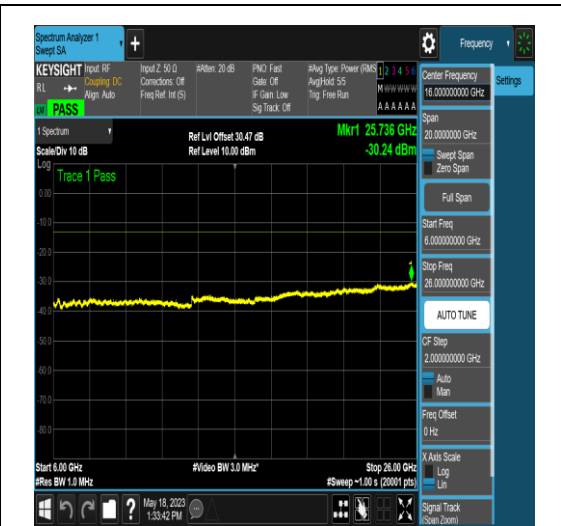 Spectrum Analyzer 1
Swept SA
Frequency
KEYSIGHT
RL
PASS
Input: RF
Coupling: DC
Align: Auto
Input Z: 50 Ω
Corrections: Off
Freq Ref: Int (S)
#Atten: 20 dB
PNO: Fast
Gate: Off
IF Gain: Low
Sig Track: Off
#Avg Type: Power (RMS
Avg|Hold: 5/5
Trig: Free Run
1 2 3 4 5 6
M W W W W W
A A A A A A
1 Spectrum
Scale/Div 10 dB
Ref Lvl Offset 30.47 dB
Ref Level 10.00 dBm
Mkr1 25.736 GHz
-30.24 dBm
Log
Trace 1 Pass
0.00
-10.0
-20.0
-30.0
-40.0
-50.0
-60.0
-70.0
-80.0
1
Start 6.00 GHz
#Res BW 1.0 MHz
#Video BW 3.0 MHz*
Stop 26.00 GHz
#Sweep ~1.00 s (20001 pts)
May 18, 2023
1:33:42 PM
Center Frequency
16.000000000 GHz
Settings
Span
20.0000000 GHz
Swept Span
Zero Span
Full Span
Start Freq
6.000000000 GHz
Stop Freq
26.000000000 GHz
AUTO TUNE
CF Step
2.000000000 GHz
Auto
Man
Freq Offset
0 Hz
X Axis Scale
Log
Lin
Signal Track
(Span Zoom)